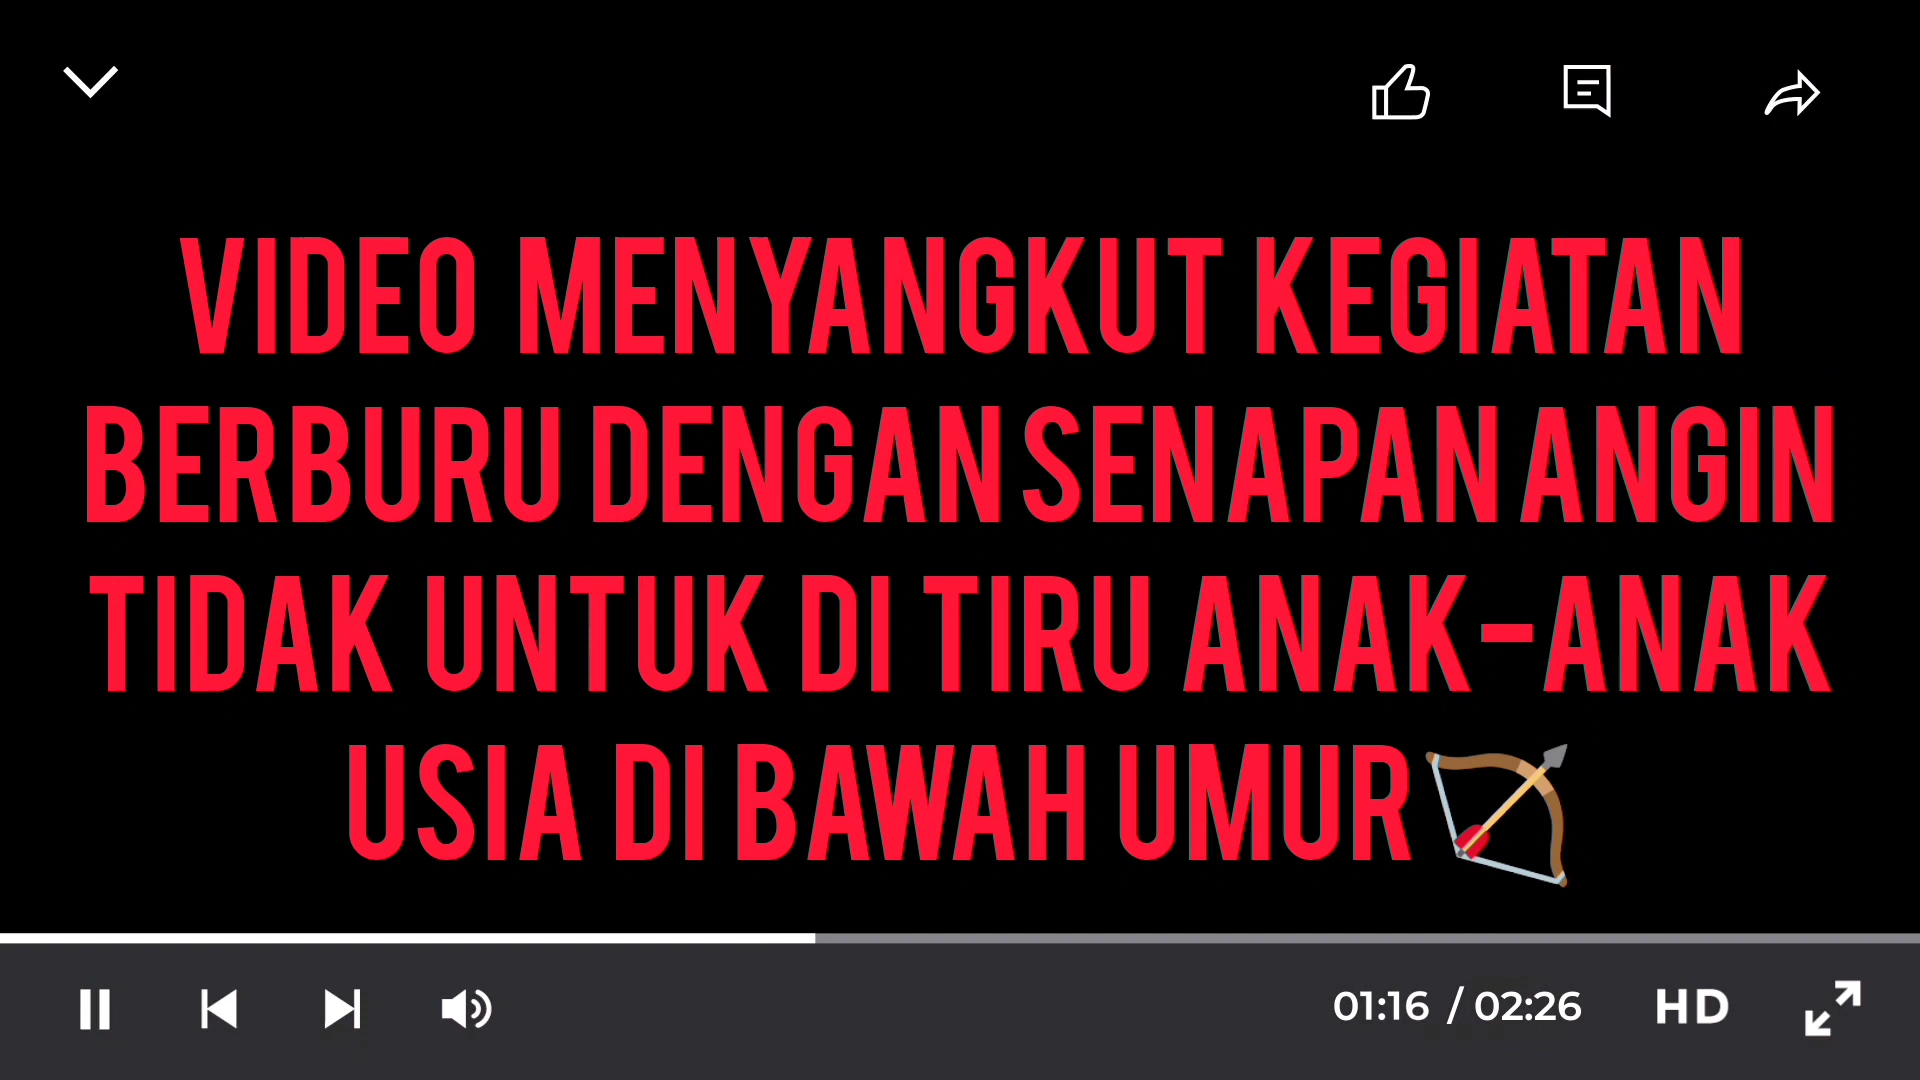 VIDEO MENYANGKUT KEGIATAN
BERBURU DENGAN SENAPAN ANGIN
TIDAK UNTUK DI TIRU ANAK-ANAK
USIA DI BAWAH UMUR🏹
01:16 / 02:26 HD